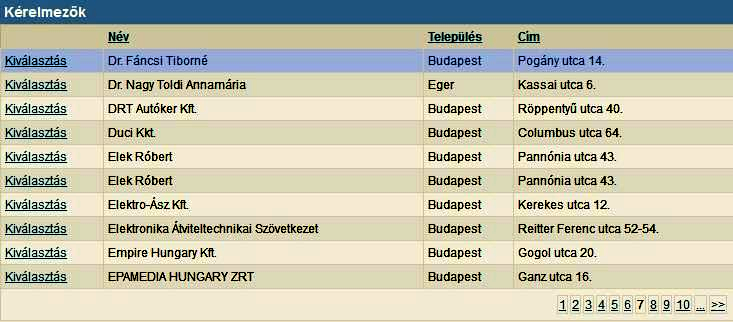 Kérelmezők
Név Település Cím
Kiválasztás Dr. Fáncsi Tiborné Budapest Pogány utca 14.
Kiválasztás Dr. Nagy Toldi Annamária Eger Kassai utca 6.
Kiválasztás DRT Autóker Kft. Budapest Röppentyű utca 40.
Kiválasztás Duci Kkt. Budapest Columbus utca 64.
Kiválasztás Elek Róbert Budapest Pannónia utca 43.
Kiválasztás Elek Róbert Budapest Pannónia utca 43.
Kiválasztás Elektro-Ász Kft. Budapest Kerekes utca 12.
Kiválasztás Elektronika Átviteltechnikai Szövetkezet Budapest Reitter Ferenc utca 52-54.
Kiválasztás Empire Hungary Kft. Budapest Gogol utca 20.
Kiválasztás EPAMEDIA HUNGARY ZRT Budapest Ganz utca 16.
1 2 3 4 5 6 7 8 9 10 ... >>